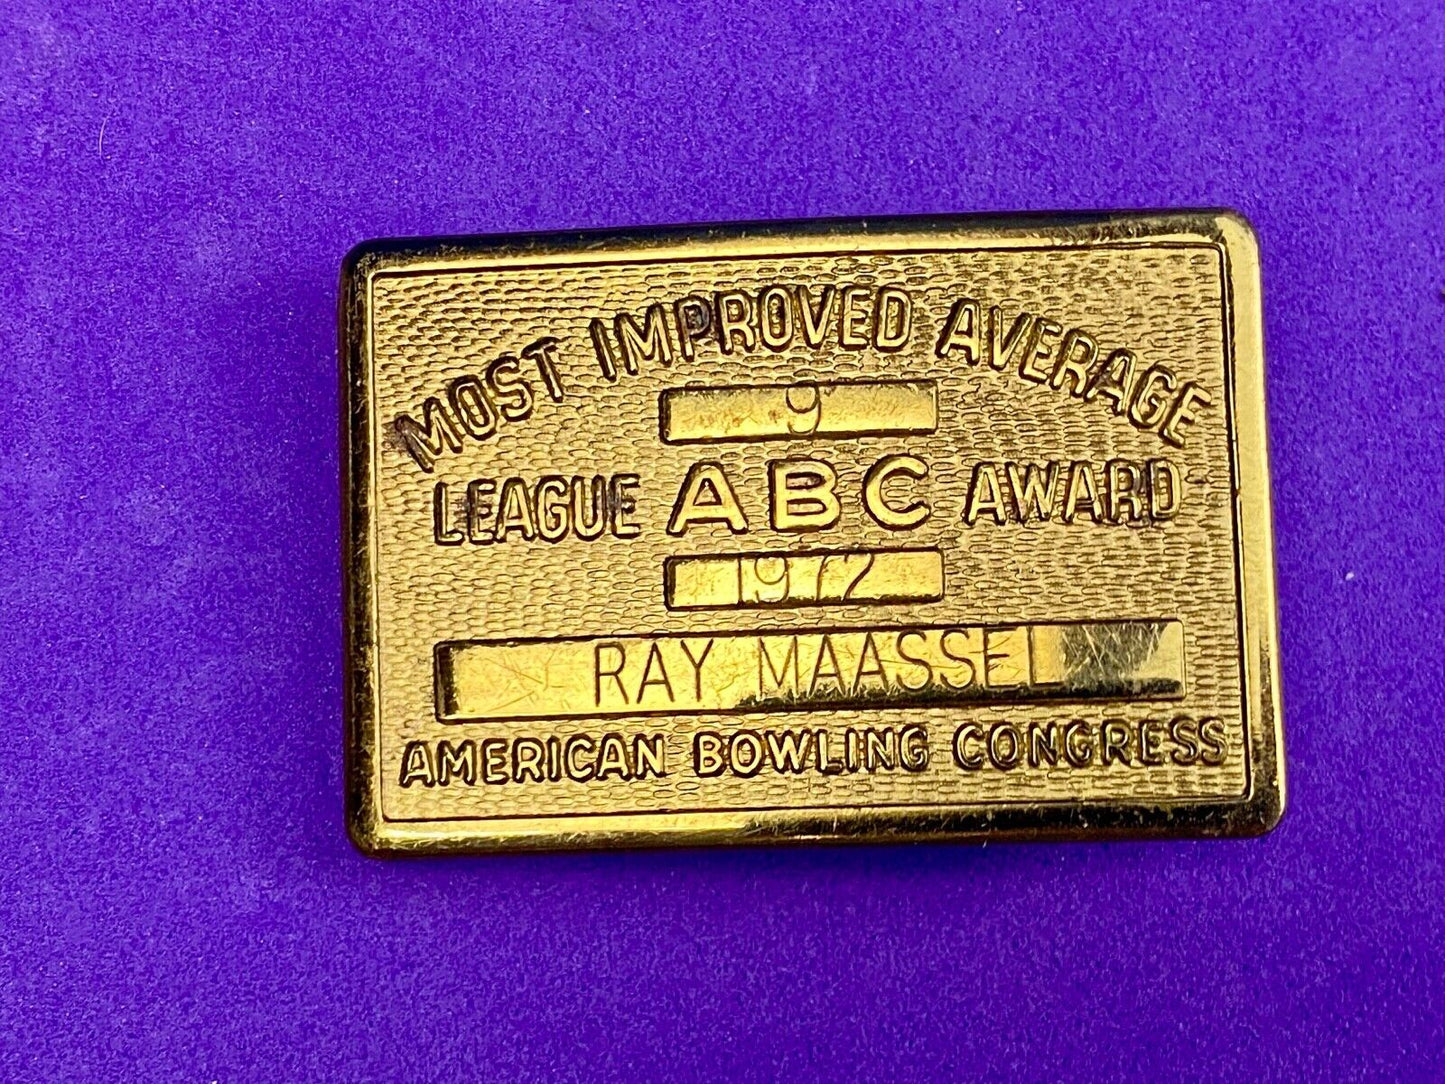 MOST IMPROVED AVERAGE
9
LEAGUE ABC AWARD
1972
RAY MAASSEL
AMERICAN BOWLING CONGRESS